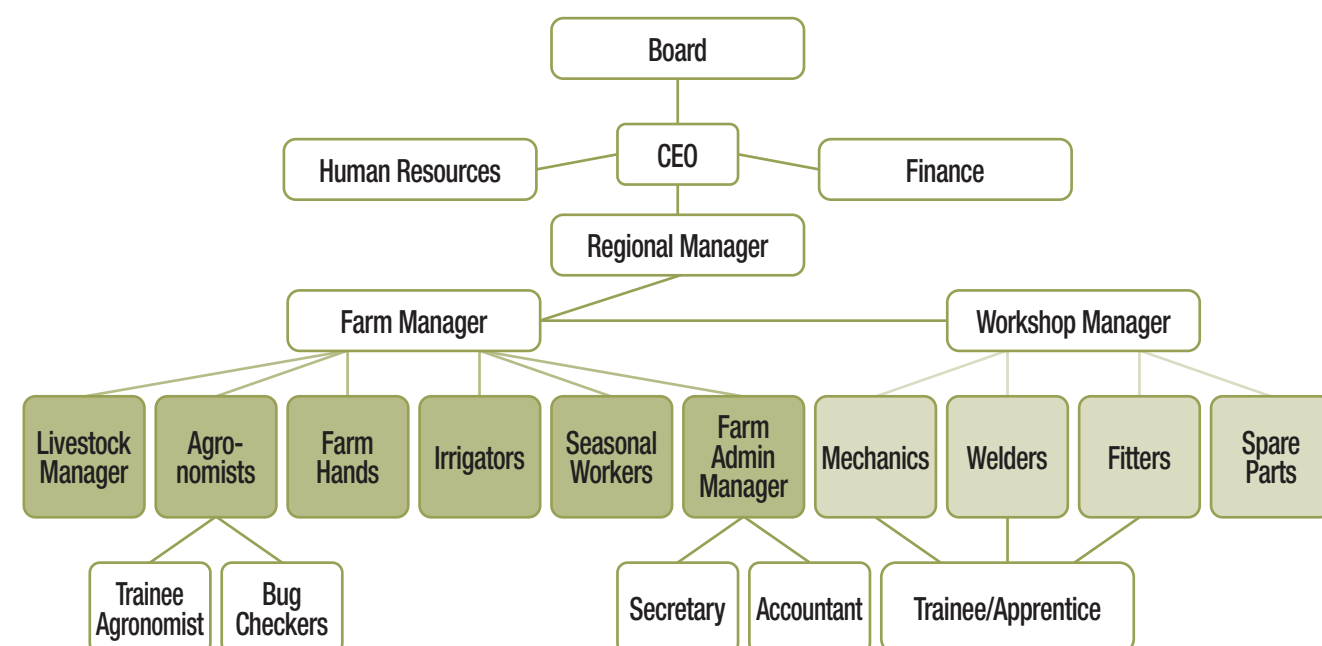 Board
Human Resources
CEO
Finance
Regional Manager
Farm Manager
Workshop Manager
Livestock
Manager
Agro-
nomists
Farm
Hands
Irrigators
Seasonal
Workers
Farm
Admin
Manager
Mechanics
Welders
Fitters
Spare
Parts
Trainee
Agronomist
Bug
Checkers
Secretary
Accountant
Trainee/Apprentice